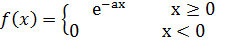 f(x) = { e^-ax x ≥ 0
0 x < 0